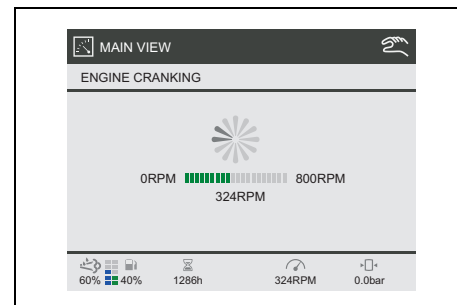 MAIN VIEW
ENGINE CRANKING
0RPM 800RPM
324RPM
60% 40% 1286h 324RPM 0.0bar